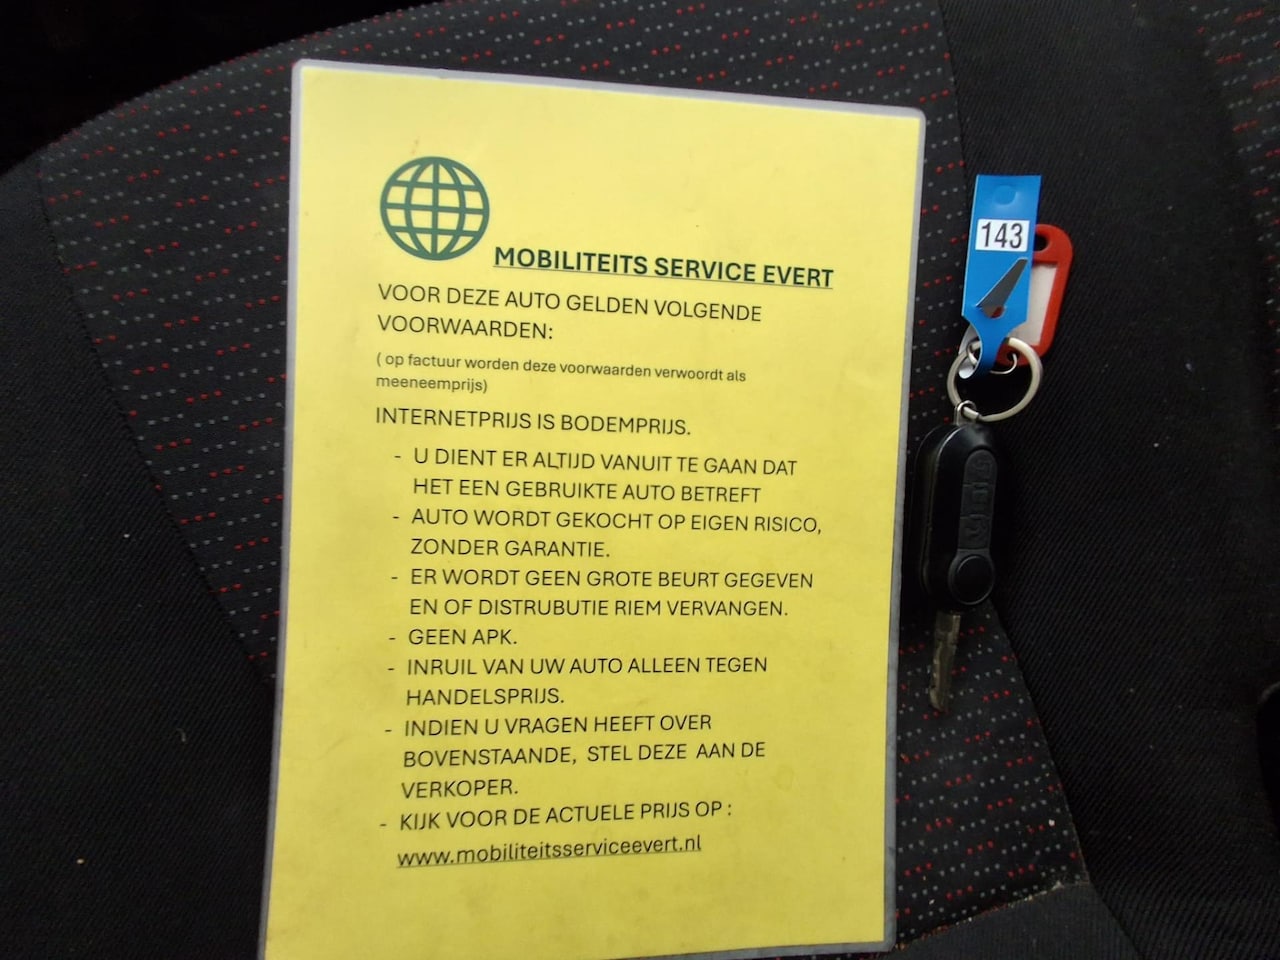 MOBILITEITS SERVICE EVERT
VOOR DEZE AUTO GELDEN VOLGENDE
VOORWAARDEN:
( op factuur worden deze voorwaarden verwoordt als
meeneemprijs)
INTERNETPRIJS IS BODEMPRIJS.
- U DIENT ER ALTIJD VANUIT TE GAAN DAT
HET EEN GEBRUIKTE AUTO BETREFT
- AUTO WORDT GEKOCHT OP EIGEN RISICO,
ZONDER GARANTIE.
- ER WORDT GEEN GROTE BEURT GEGEVEN
EN OF DISTRUBUTIE RIEM VERVANGEN.
- GEEN APK.
- INRUIL VAN UW AUTO ALLEEN TEGEN
HANDELSPRIJS.
- INDIEN U VRAGEN HEEFT OVER
BOVENSTAANDE, STEL DEZE AAN DE
VERKOPER.
- KIJK VOOR DE ACTUELE PRIJS OP :
www.mobiliteitsserviceevert.nl
143